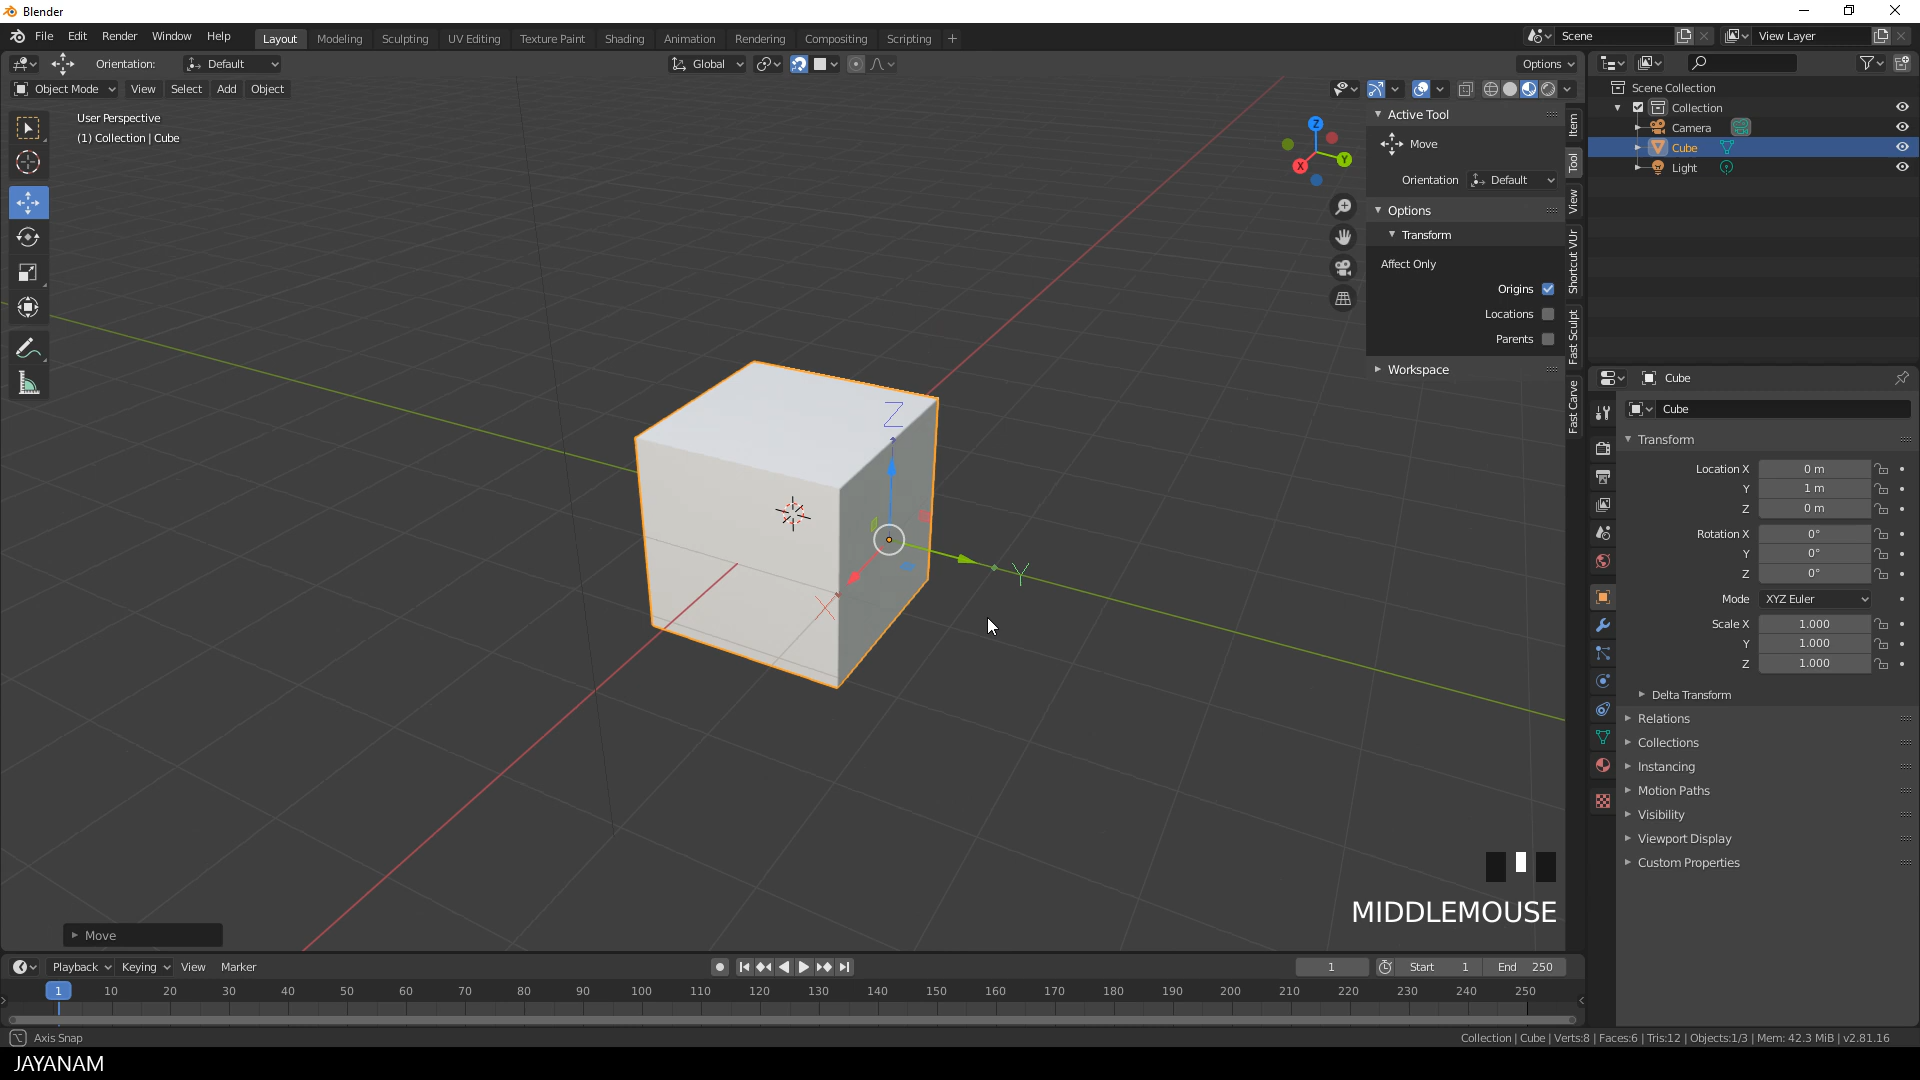 Blender
File Edit Render Window Help Layout Modeling Sculpting UV Editing Texture Paint Shading Animation Rendering Compositing Scripting + Scene View Layer
Orientation: Default Global Options
Object Mode View Select Add Object
User Perspective
(1) Collection | Cube
Z
Y
X
Z
Y
X
Active Tool
Move
Orientation Default
Options
Transform
Affect Only
Origins
Locations
Parents
Workspace
Item
Tool
View
Shortcut VUr
Fast Sculpt
Fast Carve
Scene Collection
Collection
Camera
Cube
Light
Cube
Cube
Transform
Location X 0 m
Y 1 m
Z 0 m
Rotation X 0°
Y 0°
Z 0°
Mode XYZ Euler
Scale X 1.000
Y 1.000
Z 1.000
Delta Transform
Relations
Collections
Instancing
Motion Paths
Visibility
Viewport Display
Custom Properties
MIDDLEMOUSE
Move
Playback Keying View Marker 1 Start 1 End 250
1 10 20 30 40 50 60 70 80 90 100 110 120 130 140 150 160 170 180 190 200 210 220 230 240 250
Axis Snap Collection | Cube | Verts:8 | Faces:6 | Tris:12 | Objects:1/3 | Mem: 42.3 MiB | v2.81.16
JAYANAM